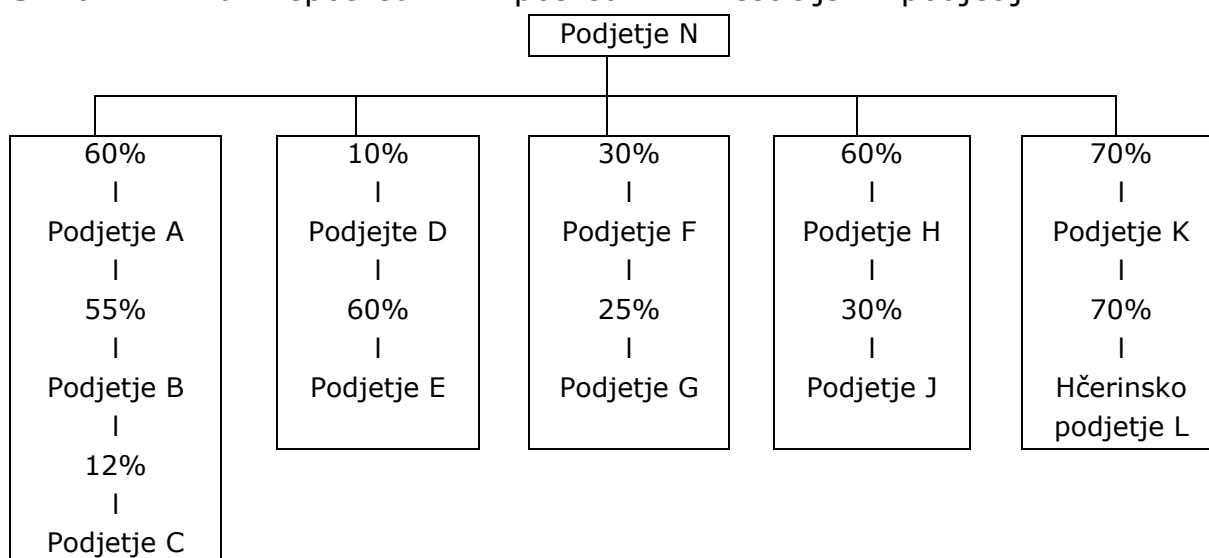 Podjetje N
60%
I
Podjetje A
I
55%
I
Podjetje B
I
12%
I
Podjetje C
10%
I
Podjejte D
I
60%
I
Podjetje E
30%
I
Podjetje F
I
25%
I
Podjetje G
60%
I
Podjetje H
I
30%
I
Podjetje J
70%
I
Podjetje K
I
70%
I
Hčerinsko
podjetje L